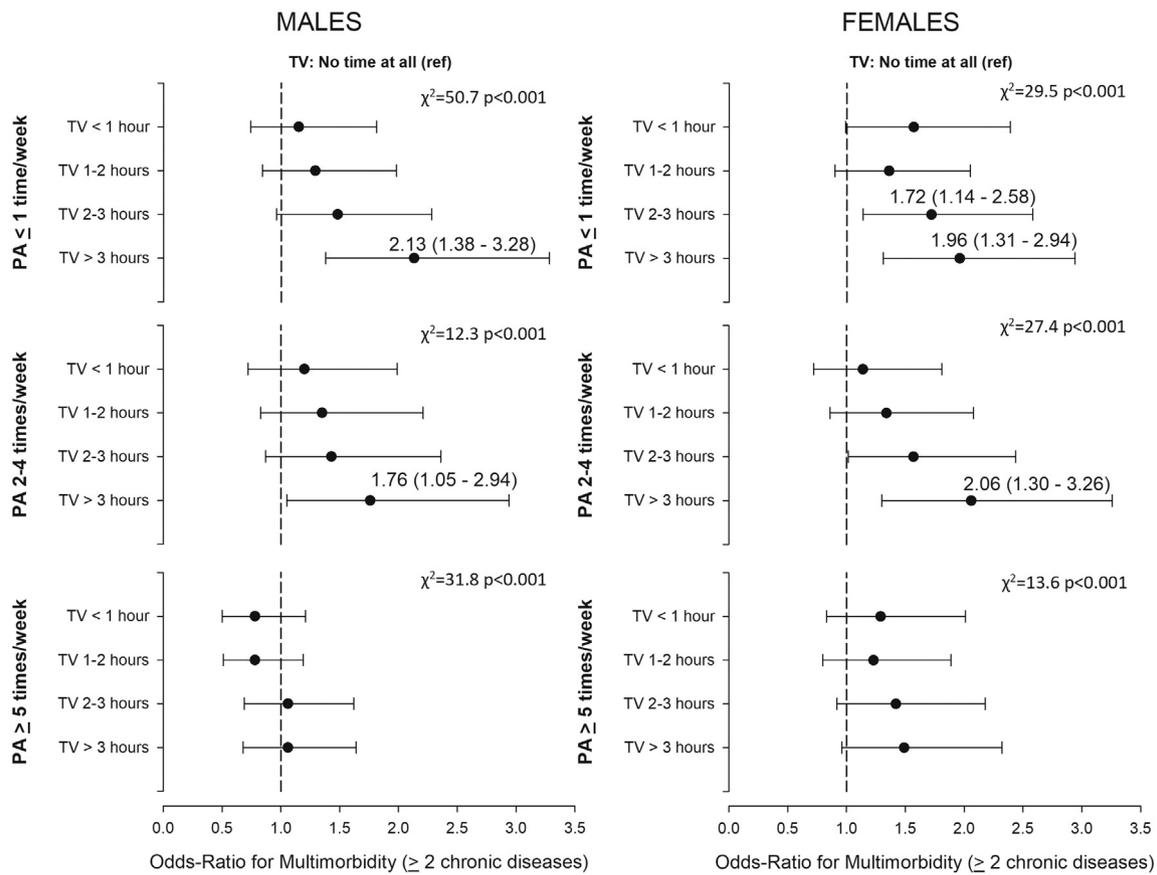 MALES
TV: No time at all (ref)
PA ≤ 1 time/week
χ²=50.7 p<0.001
TV < 1 hour
TV 1-2 hours
TV 2-3 hours
2.13 (1.38 - 3.28)
TV > 3 hours
PA 2-4 times/week
χ²=12.3 p<0.001
TV < 1 hour
TV 1-2 hours
TV 2-3 hours
1.76 (1.05 - 2.94)
TV > 3 hours
PA ≥ 5 times/week
χ²=31.8 p<0.001
TV < 1 hour
TV 1-2 hours
TV 2-3 hours
TV > 3 hours
0.0 0.5 1.0 1.5 2.0 2.5 3.0 3.5
Odds-Ratio for Multimorbidity (≥ 2 chronic diseases)
FEMALES
TV: No time at all (ref)
PA ≤ 1 time/week
χ²=29.5 p<0.001
TV < 1 hour
TV 1-2 hours
1.72 (1.14 - 2.58)
TV 2-3 hours
1.96 (1.31 - 2.94)
TV > 3 hours
PA 2-4 times/week
χ²=27.4 p<0.001
TV < 1 hour
TV 1-2 hours
TV 2-3 hours
2.06 (1.30 - 3.26)
TV > 3 hours
PA ≥ 5 times/week
χ²=13.6 p<0.001
TV < 1 hour
TV 1-2 hours
TV 2-3 hours
TV > 3 hours
0.0 0.5 1.0 1.5 2.0 2.5 3.0 3.5
Odds-Ratio for Multimorbidity (≥ 2 chronic diseases)